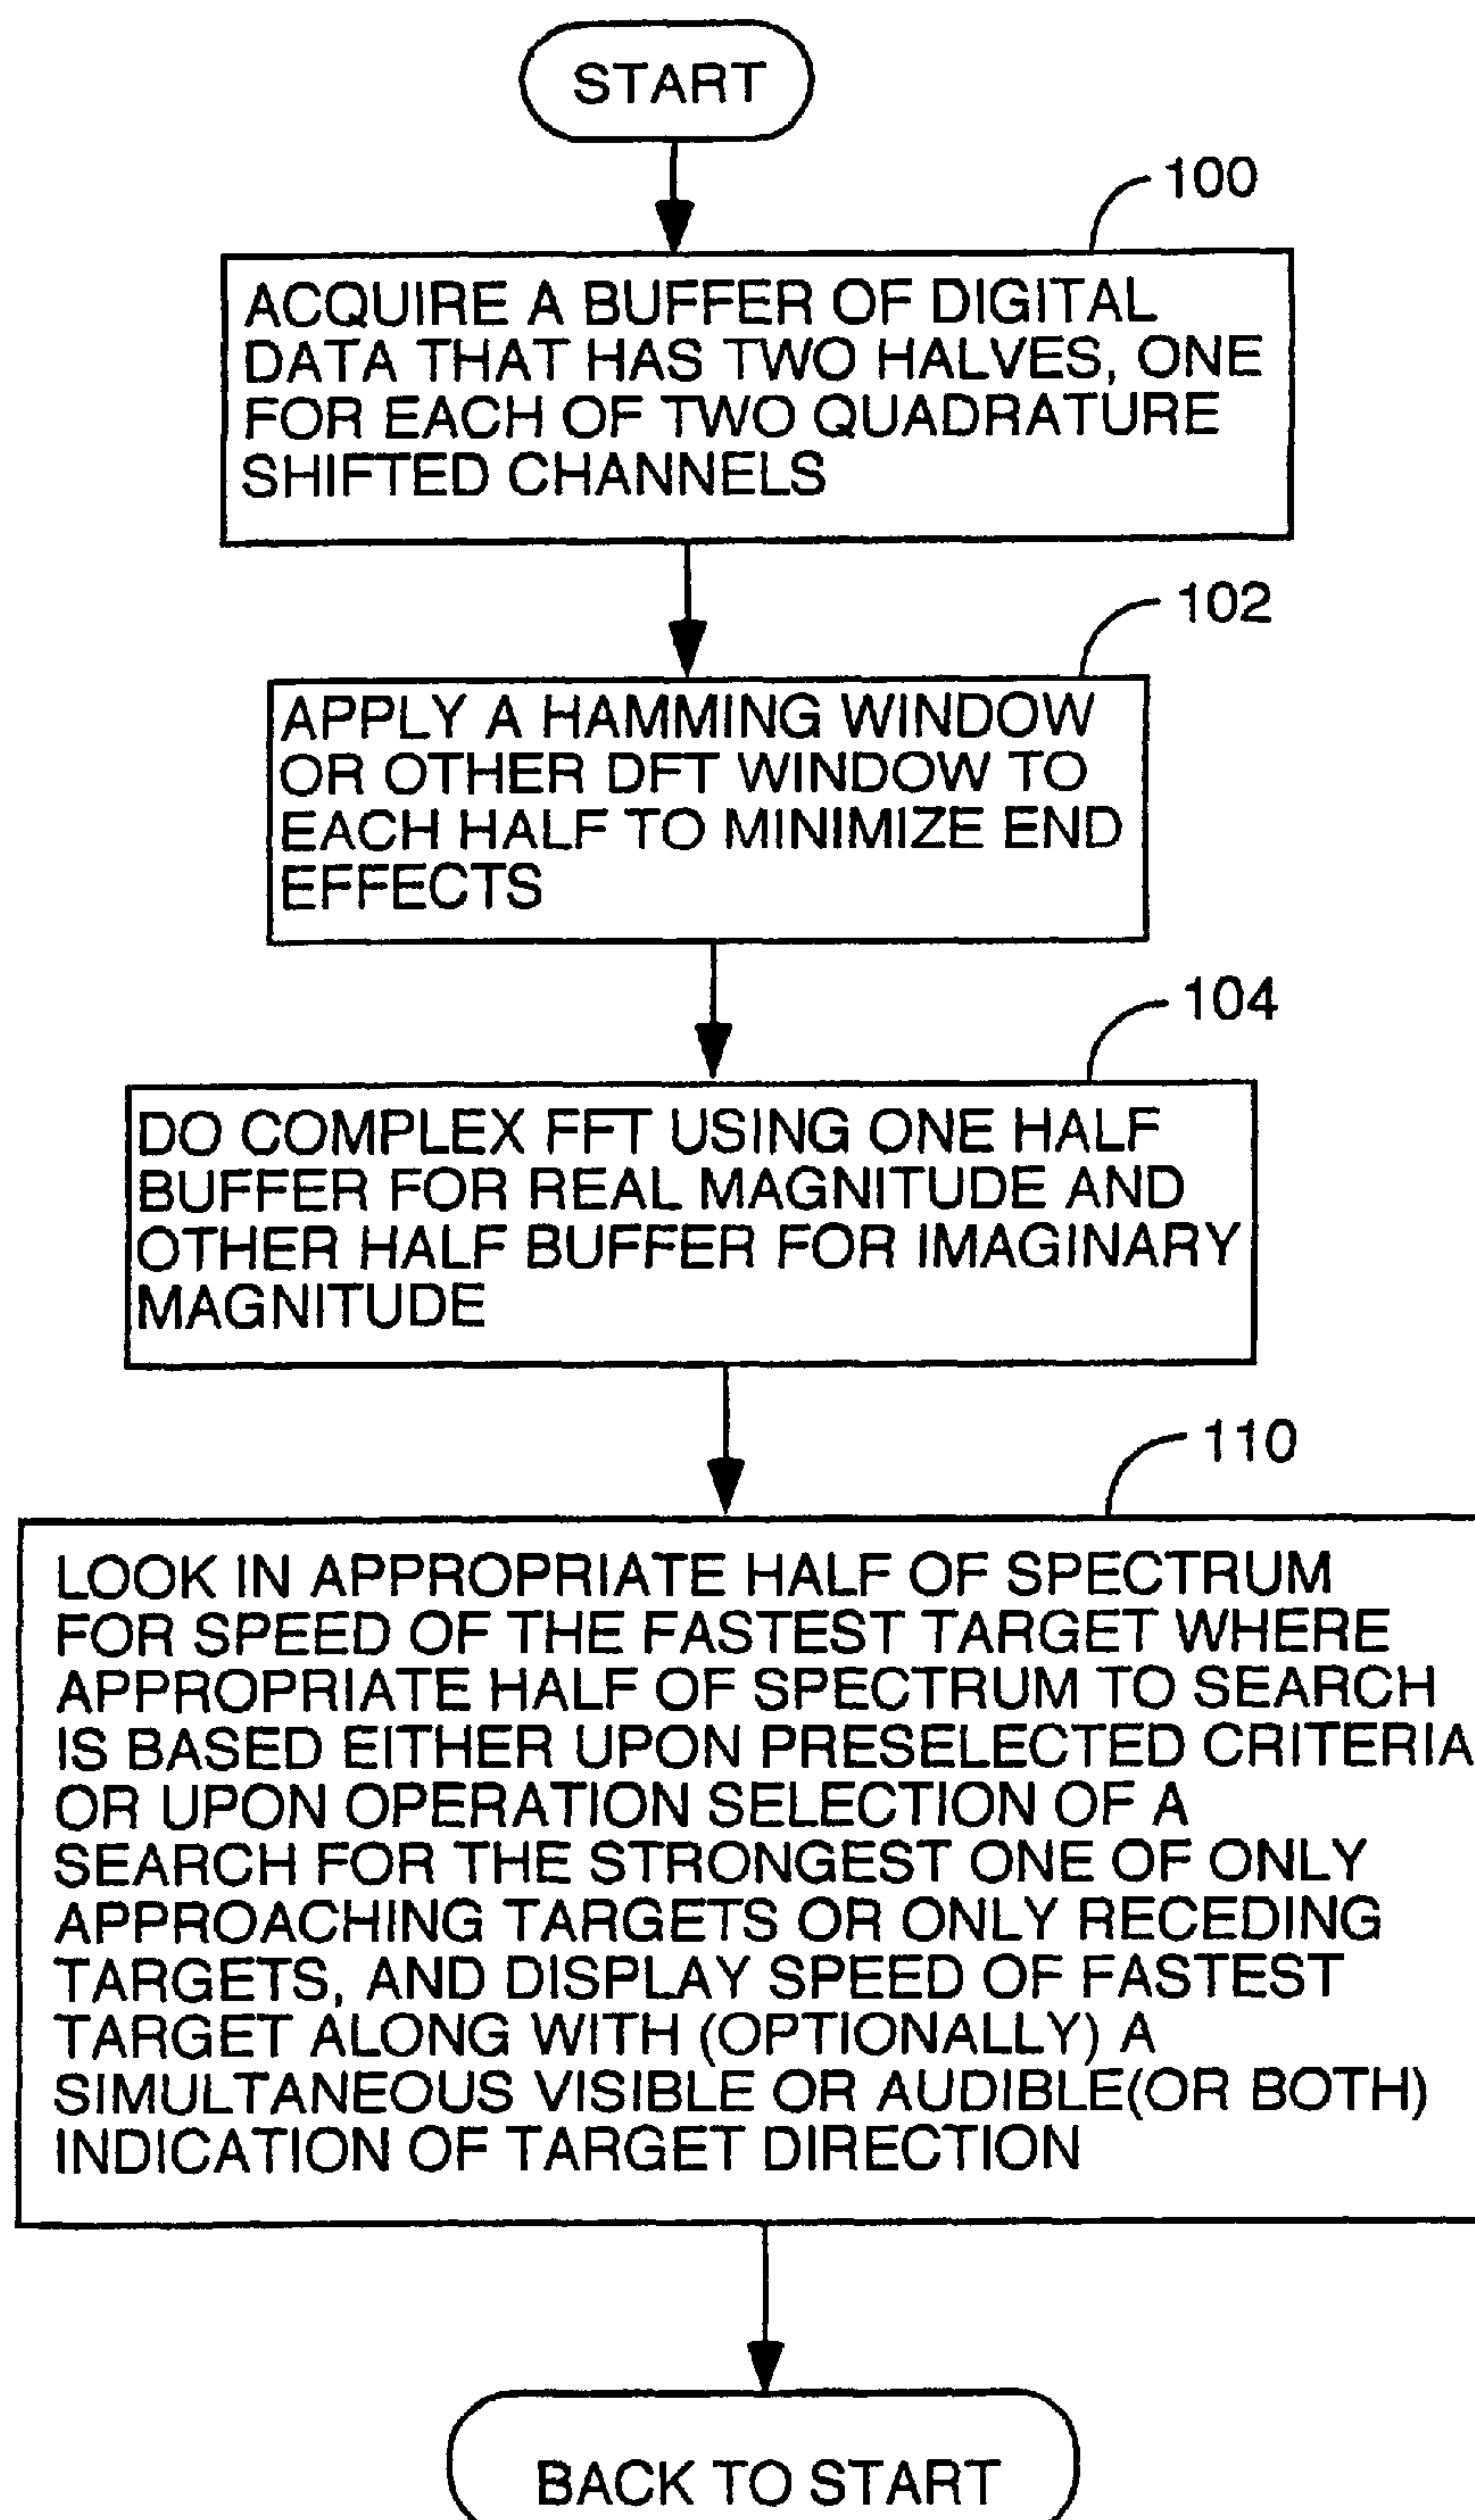 START
100
ACQUIRE A BUFFER OF DIGITAL
DATA THAT HAS TWO HALVES, ONE
FOR EACH OF TWO QUADRATURE
SHIFTED CHANNELS
102
APPLY A HAMMING WINDOW
OR OTHER DFT WINDOW TO
EACH HALF TO MINIMIZE END
EFFECTS
104
DO COMPLEX FFT USING ONE HALF
BUFFER FOR REAL MAGNITUDE AND
OTHER HALF BUFFER FOR IMAGINARY
MAGNITUDE
110
LOOK IN APPROPRIATE HALF OF SPECTRUM
FOR SPEED OF THE FASTEST TARGET WHERE
APPROPRIATE HALF OF SPECTRUM TO SEARCH
IS BASED EITHER UPON PRESELECTED CRITERIA
OR UPON OPERATION SELECTION OF A
SEARCH FOR THE STRONGEST ONE OF ONLY
APPROACHING TARGETS OR ONLY RECEDING
TARGETS, AND DISPLAY SPEED OF FASTEST
TARGET ALONG WITH (OPTIONALLY) A
SIMULTANEOUS VISIBLE OR AUDIBLE(OR BOTH)
INDICATION OF TARGET DIRECTION
BACK TO START